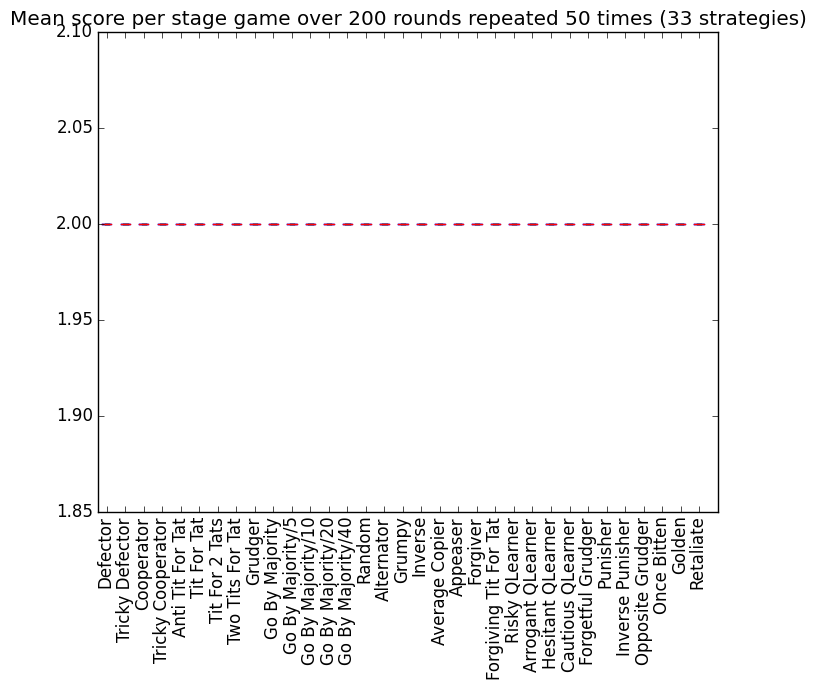 Mean score per stage game over 200 rounds repeated 50 times (33 strategies)
2.10
2.05
2.00
1.95
1.90
1.85
Defector
Tricky Defector
Cooperator
Tricky Cooperator
Anti Tit For Tat
Tit For Tat
Tit For 2 Tats
Two Tits For Tat
Grudger
Go By Majority
Go By Majority/5
Go By Majority/10
Go By Majority/20
Go By Majority/40
Random
Alternator
Grumpy
Inverse
Average Copier
Appeaser
Forgiver
Forgiving Tit For Tat
Risky QLearner
Arrogant QLearner
Hesitant QLearner
Cautious QLearner
Forgetful Grudger
Punisher
Inverse Punisher
Opposite Grudger
Once Bitten
Golden
Retaliate